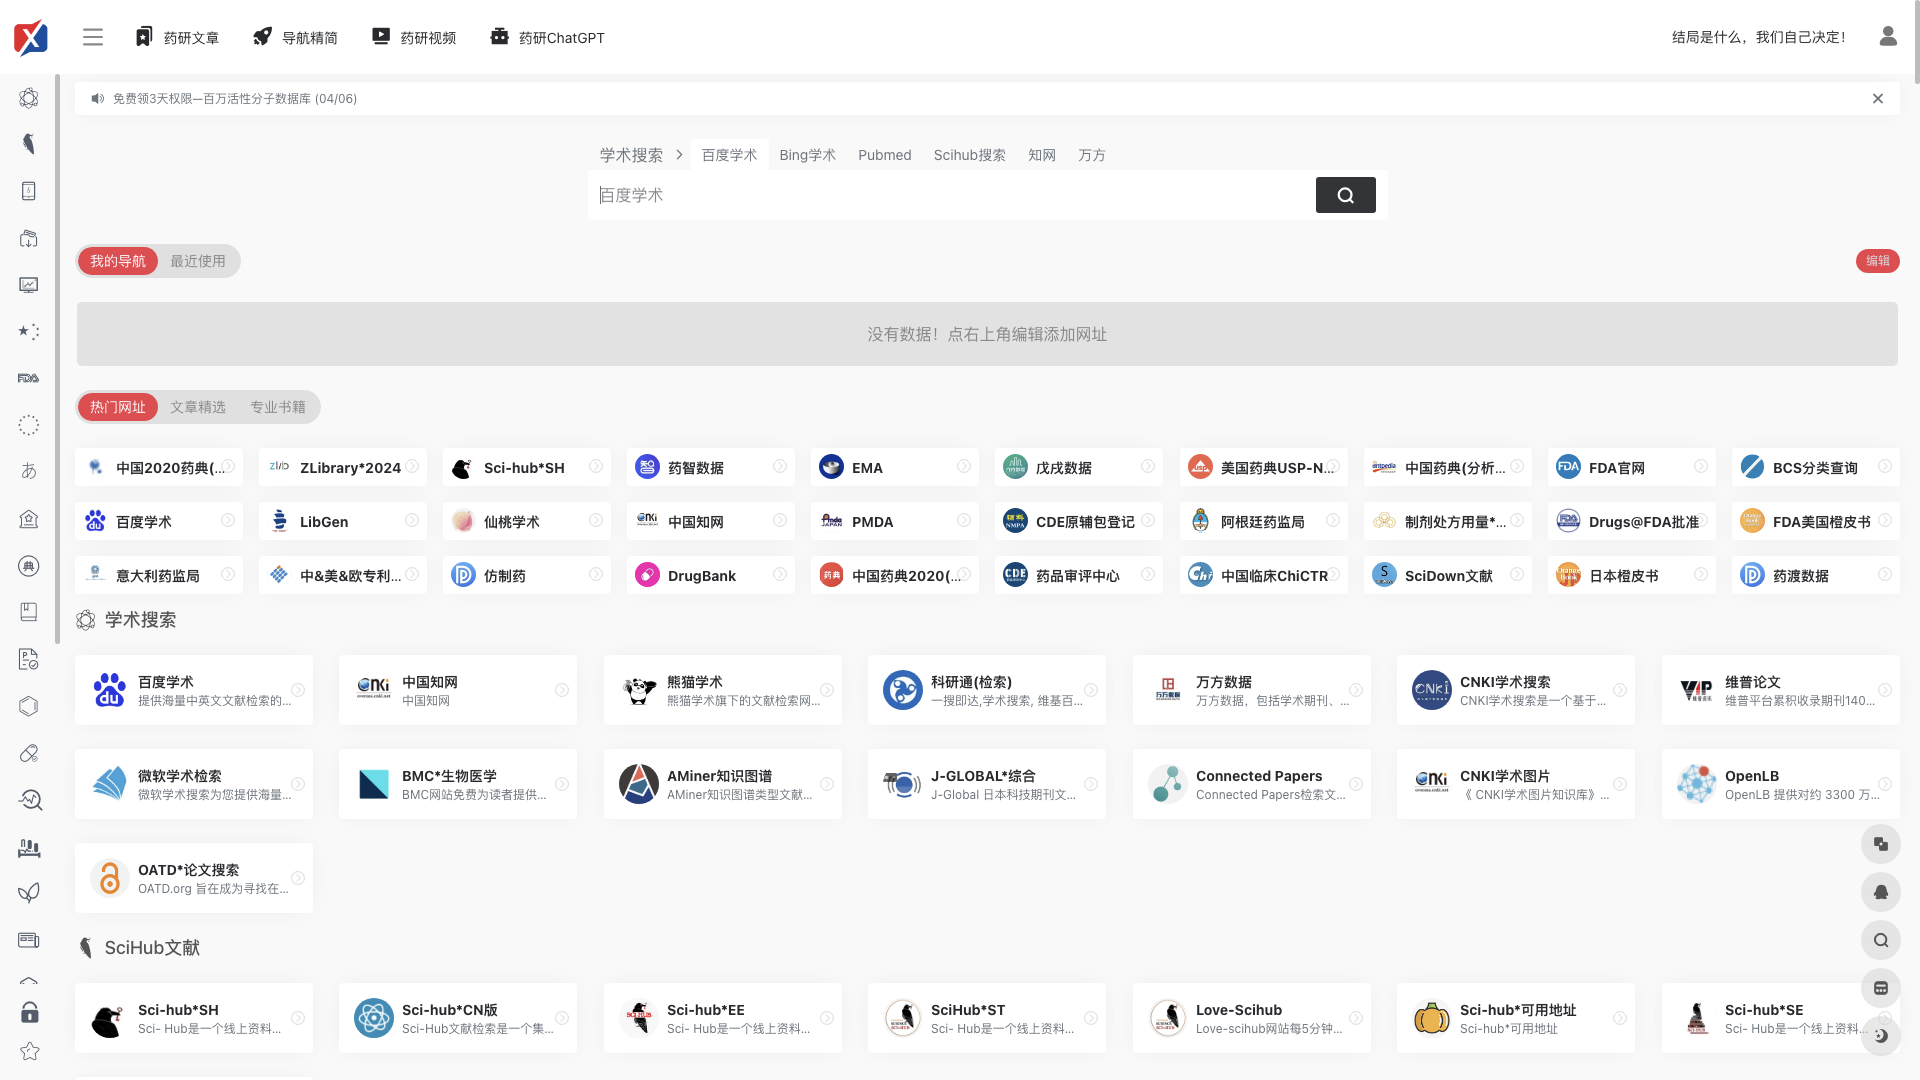 药研文章 导航精简 药研视频 药研ChatGPT 结局是什么，我们自己决定！
免费领3天权限—百万活性分子数据库 (04/06)
学术搜索 百度学术 Bing学术 Pubmed Scihub搜索 知网 万方
百度学术
我的导航 最近使用 编辑
没有数据！点右上角编辑添加网址
热门网址 文章精选 专业书籍
中国2020药典(... ZLibrary*2024 Sci-hub*SH 药智数据 EMA 戊戌数据 美国药典USP-N... 中国药典(分析... FDA官网 BCS分类查询
百度学术 LibGen 仙桃学术 中国知网 PMDA CDE原辅包登记 阿根廷药监局 制剂处方用量*... Drugs@FDA批准 FDA美国橙皮书
意大利药监局 中&美&欧专利... 仿制药 DrugBank 中国药典2020(... 药品审评中心 中国临床ChiCTR SciDown文献 日本橙皮书 药渡数据
学术搜索
百度学术 中国知网 熊猫学术 科研通(检索) 万方数据 CNKI学术搜索 维普论文
提供海量中英文文献检索的... 中国知网 熊猫学术旗下的文献检索网... 一搜即达,学术搜索, 维基百... 万方数据，包括学术期刊、... CNKI学术搜索是一个基于... 维普平台累积收录期刊140...
微软学术检索 BMC*生物医学 AMiner知识图谱 J-GLOBAL*综合 Connected Papers CNKI学术图片 OpenLB
微软学术搜索为您提供海量... BMC网站免费为读者提供... AMiner知识图谱类型文献... J-Global 日本科技期刊文... Connected Papers检索文... 《 CNKI学术图片知识库》... OpenLB 提供对约 3300 万...
OATD*论文搜索
OATD.org 旨在成为寻找在...
SciHub文献
Sci-hub*SH Sci-hub*CN版 Sci-hub*EE SciHub*ST Love-Scihub Sci-hub*可用地址 Sci-hub*SE
Sci- Hub是一个线上资料... Sci-Hub文献检索是一个集... Sci- Hub是一个线上资料... Sci- Hub是一个线上资料... Love-scihub网站每5分钟... Sci-hub*可用地址 Sci- Hub是一个线上资料...